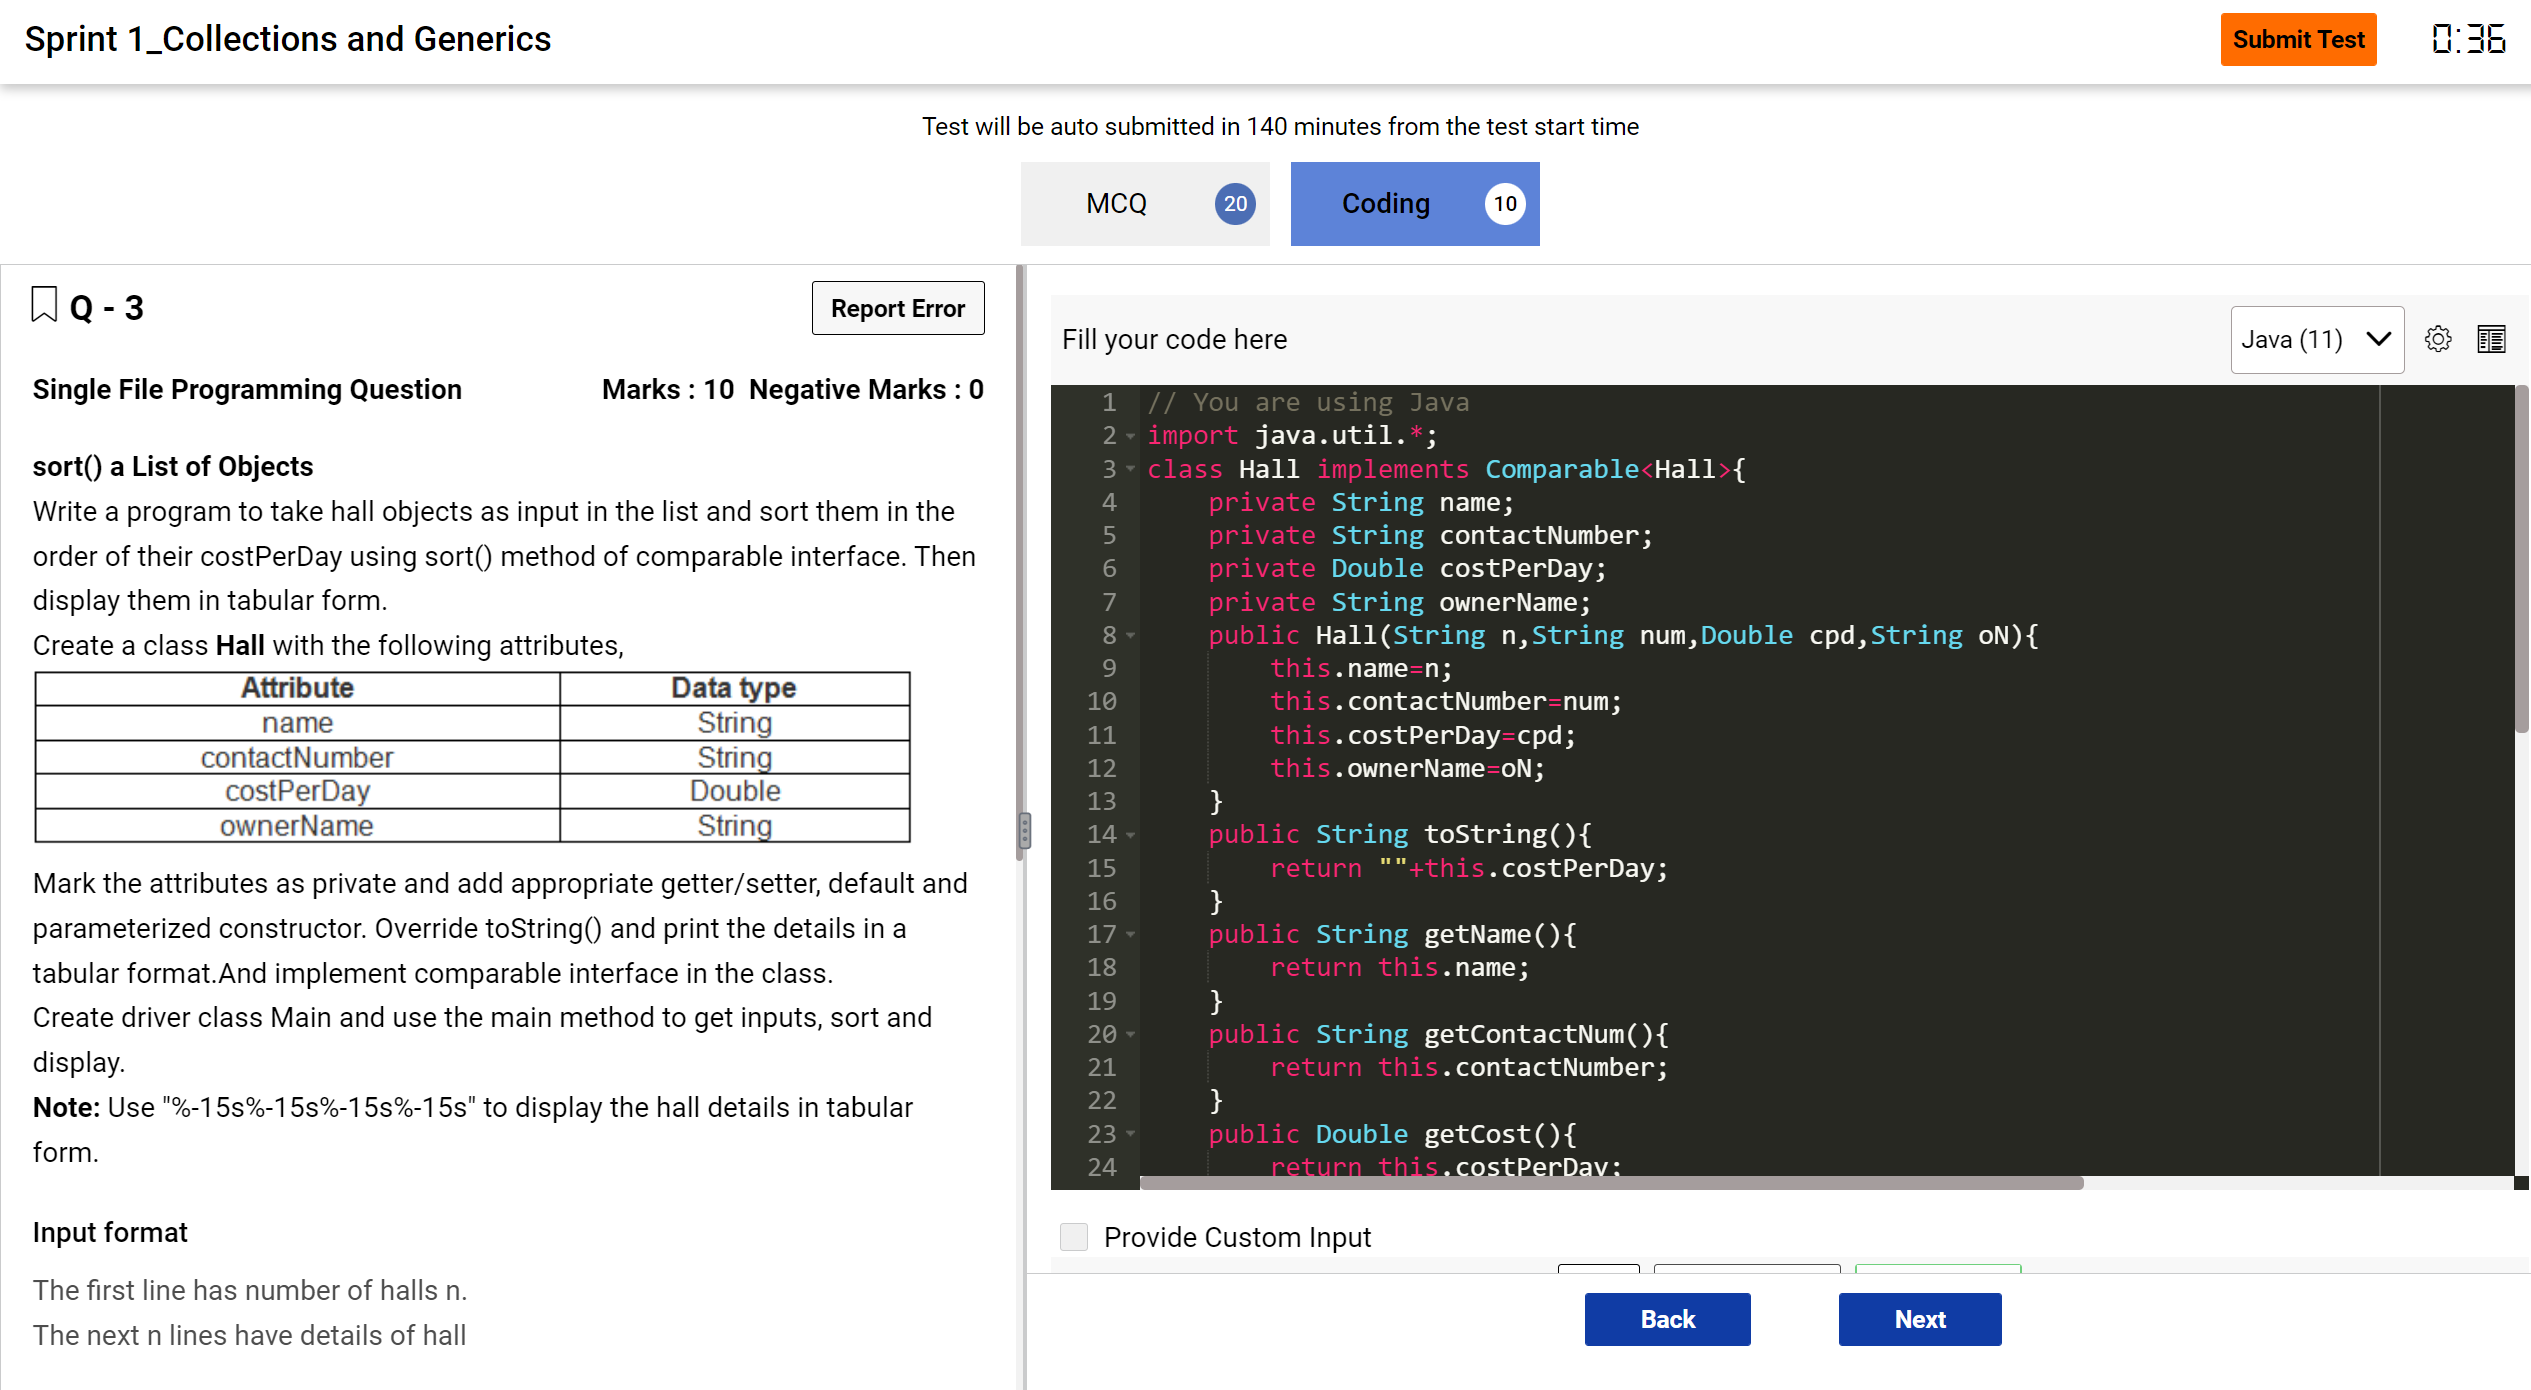 Sprint 1_Collections and Generics
Submit Test
0:36
Test will be auto submitted in 140 minutes from the test start time
MCQ 20
Coding 10
Q - 3
Report Error
Single File Programming Question
Marks : 10 Negative Marks : 0
sort() a List of Objects
Write a program to take hall objects as input in the list and sort them in the
order of their costPerDay using sort() method of comparable interface. Then
display them in tabular form.
Create a class Hall with the following attributes,
Attribute Data type
name String
contactNumber String
costPerDay Double
ownerName String
Mark the attributes as private and add appropriate getter/setter, default and
parameterized constructor. Override toString() and print the details in a
tabular format.And implement comparable interface in the class.
Create driver class Main and use the main method to get inputs, sort and
display.
Note: Use "%-15s%-15s%-15s%-15s" to display the hall details in tabular
form.
Input format
The first line has number of halls n.
The next n lines have details of hall
Fill your code here
Java (11)
1 // You are using Java
2 import java.util.*;
3 class Hall implements Comparable<Hall>{
4 private String name;
5 private String contactNumber;
6 private Double costPerDay;
7 private String ownerName;
8 public Hall(String n,String num,Double cpd,String oN){
9 this.name=n;
10 this.contactNumber=num;
11 this.costPerDay=cpd;
12 this.ownerName=oN;
13 }
14 public String toString(){
15 return ""+this.costPerDay;
16 }
17 public String getName(){
18 return this.name;
19 }
20 public String getContactNum(){
21 return this.contactNumber;
22 }
23 public Double getCost(){
24 return this.costPerDay;
Provide Custom Input
Back
Next